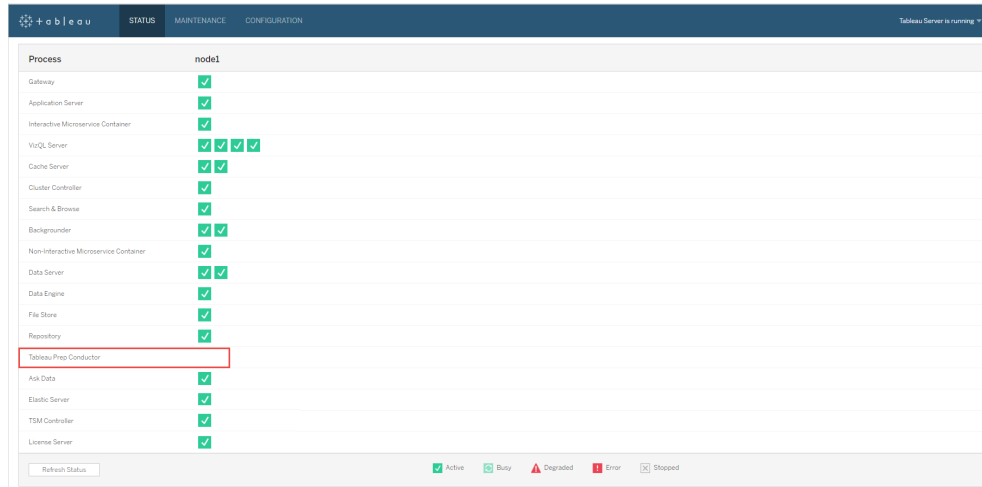 +ableau STATUS MAINTENANCE CONFIGURATION Tableau Server is running
Process node1
Gateway
Application Server
Interactive Microservice Container
VizQL Server
Cache Server
Cluster Controller
Search & Browse
Backgrounder
Non-Interactive Microservice Container
Data Server
Data Engine
File Store
Repository
Tableau Prep Conductor
Ask Data
Elastic Server
TSM Controller
License Server
Refresh Status Active Busy Degraded Error Stopped